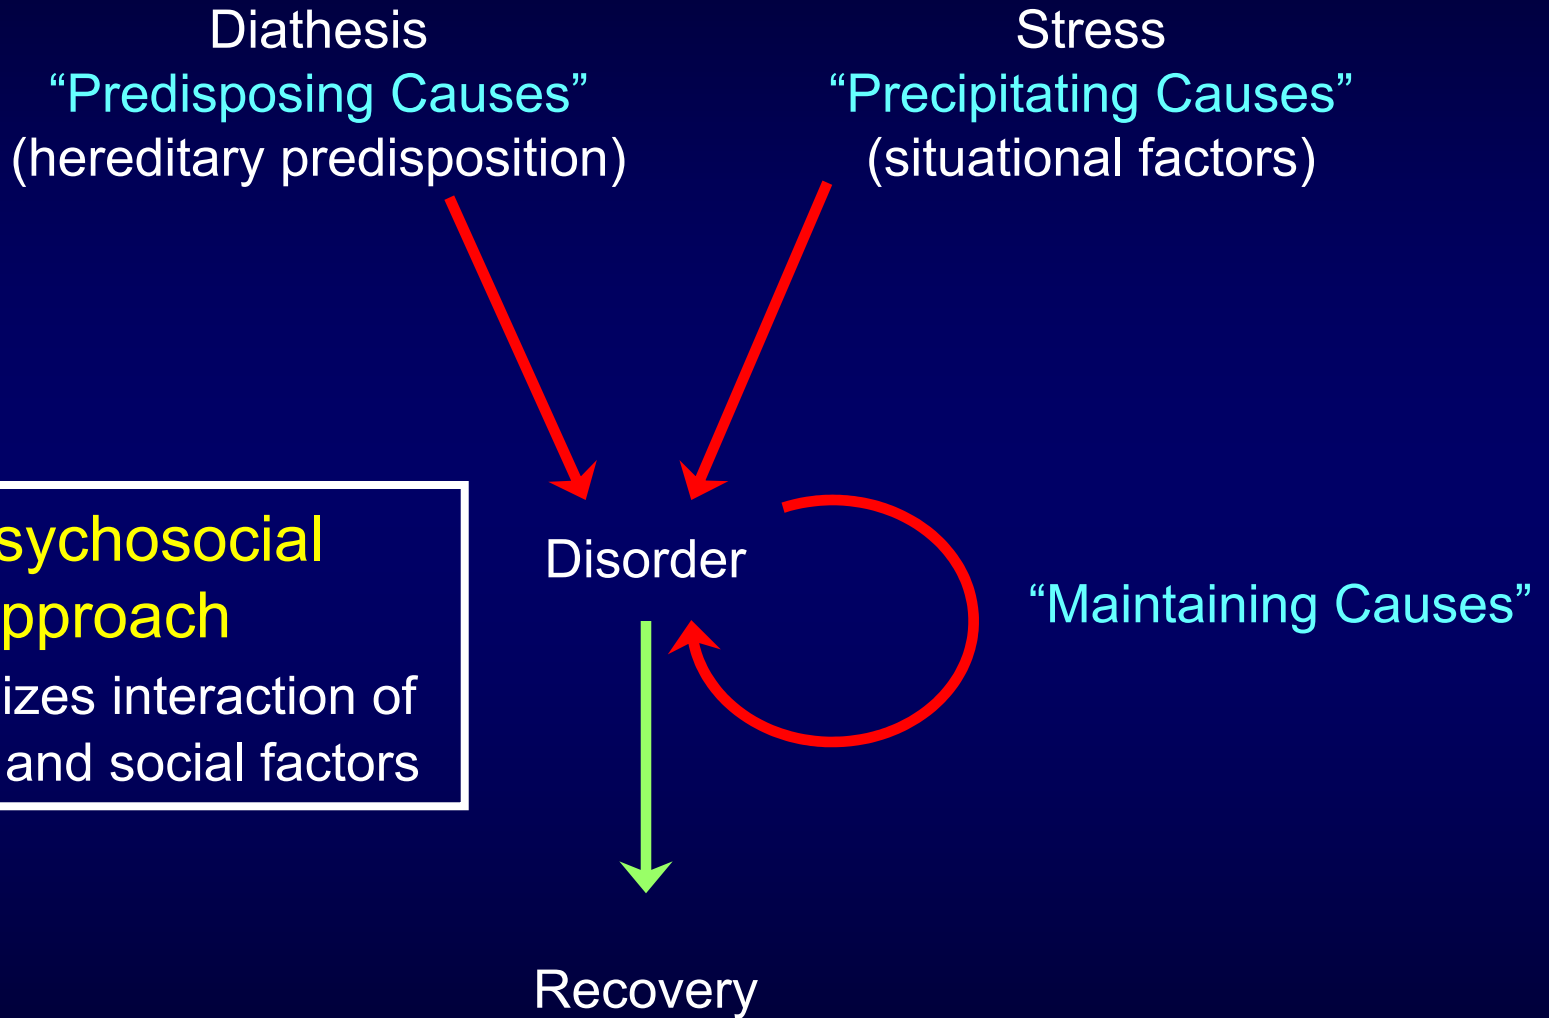 Diathesis
“Predisposing Causes”
(hereditary predisposition)
Stress
“Precipitating Causes”
(situational factors)
sychosocial
pproach
izes interaction of
and social factors
Disorder
“Maintaining Causes”
Recovery